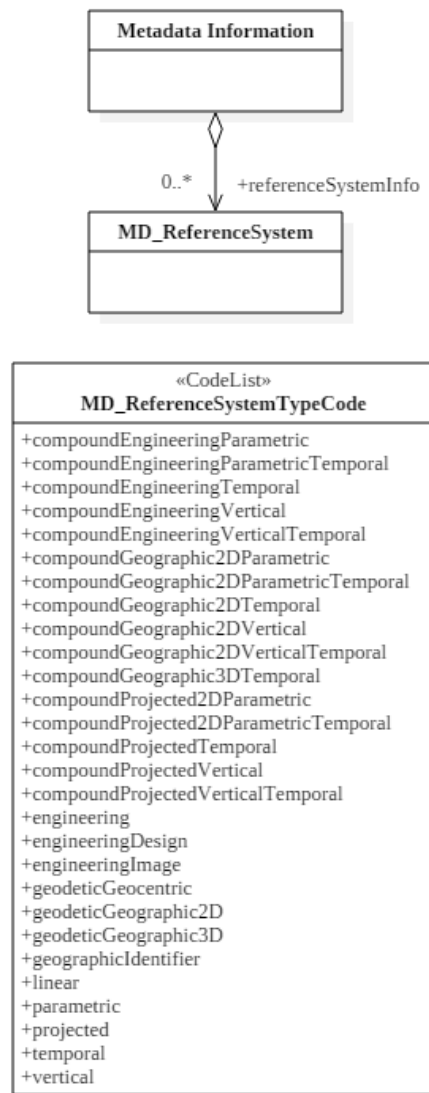 Metadata Information
0..*
+referenceSystemInfo
MD_ReferenceSystem
«CodeList»
MD_ReferenceSystemTypeCode
+compoundEngineeringParametric
+compoundEngineeringParametricTemporal
+compoundEngineeringTemporal
+compoundEngineeringVertical
+compoundEngineeringVerticalTemporal
+compoundGeographic2DParametric
+compoundGeographic2DParametricTemporal
+compoundGeographic2DTemporal
+compoundGeographic2DVertical
+compoundGeographic2DVerticalTemporal
+compoundGeographic3DTemporal
+compoundProjected2DParametric
+compoundProjected2DParametricTemporal
+compoundProjectedTemporal
+compoundProjectedVertical
+compoundProjectedVerticalTemporal
+engineering
+engineeringDesign
+engineeringImage
+geodeticGeocentric
+geodeticGeographic2D
+geodeticGeographic3D
+geographicIdentifier
+linear
+parametric
+projected
+temporal
+vertical